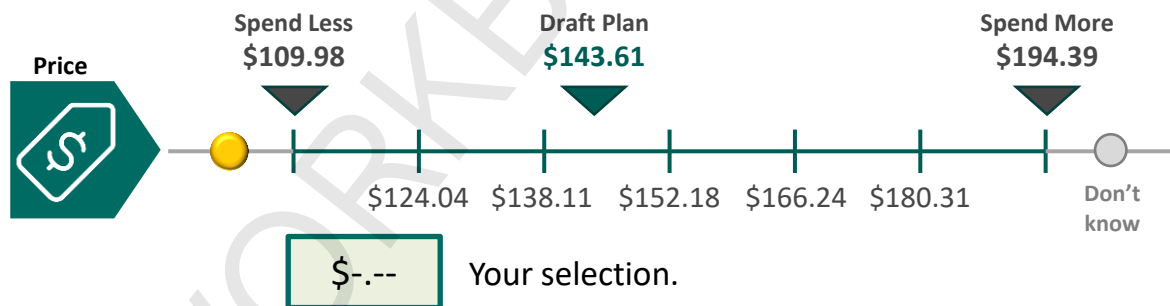 Spend Less
$109.98
Draft Plan
$143.61
Spend More
$194.39
Price
$
$124.04 $138.11 $152.18 $166.24 $180.31
Don't
know
$-.-- Your selection.